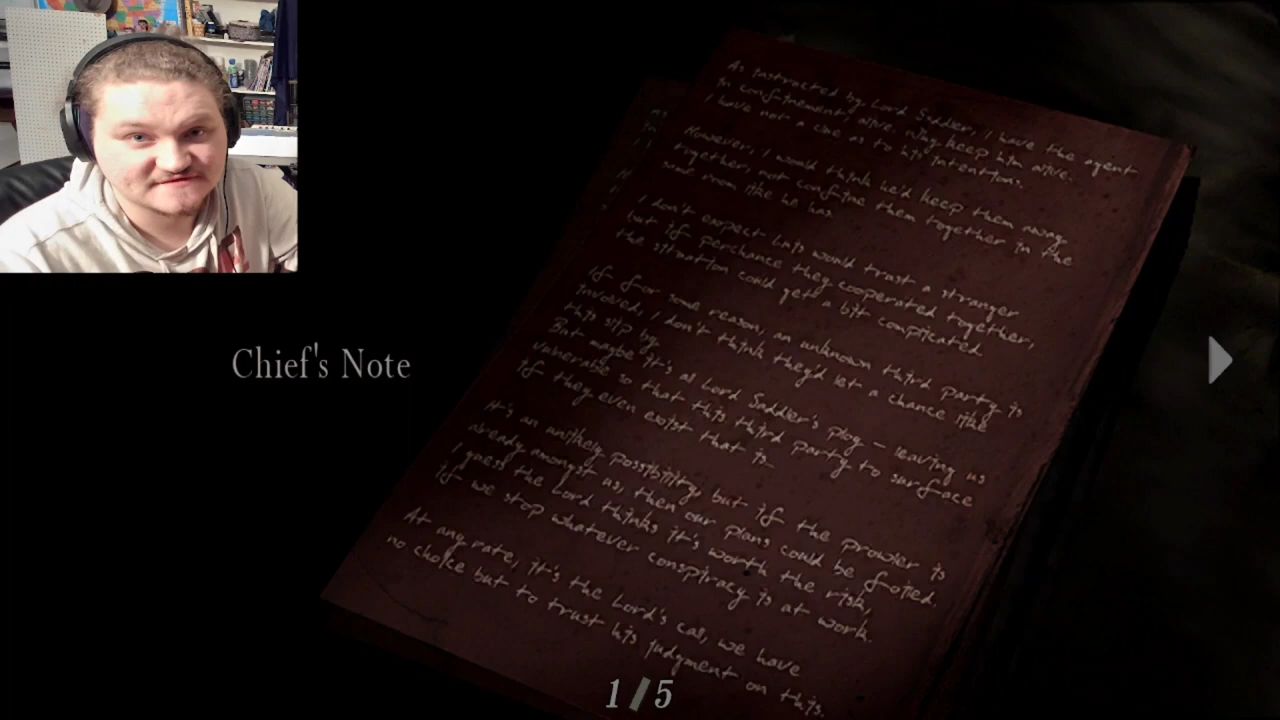 Chief's Note
As instructed by Lord Saddler, I have the agent
in confinement, alive. Why keep him alive.
I have not a clue as to his intentions.
However, I would think he'd keep them away
together, not confine them together in the
same room like he has.
I don't expect Luis would trust a stranger
but if perchance they cooperated together,
the situation could get a bit complicated
If for some reason, an unknown third party is
involved, I don't think they'd let a chance like
this slip by.
But maybe it's al Lord Saddler's ploy - leaving us
vulnerable so that this third party to surface
if they even exist that is.
It's an unlikely possibility but if the prowler is
already amongst us, then our plans could be foiled.
I guess the Lord thinks it's worth the risk,
if we stop whatever conspiracy is at work.
At any rate, it's the Lord's call, we have
no choice but to trust his judgment on this.
1/5